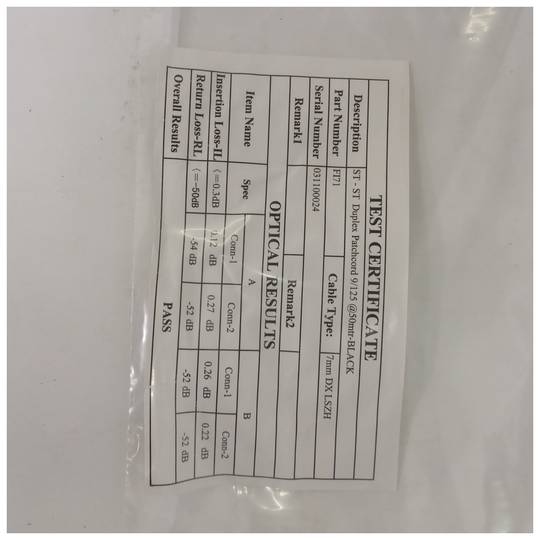 TEST CERTIFICATE
Description ST - ST Duplex Patchcord 9/125 @50mtr-BLACK
Part Number FI71 Cable Type: 7mm DX LSZH
Serial Number 031100024
Remark1 Remark2
OPTICAL RESULTS
Item Name Spec A B
Conn-1 Conn-2 Conn-1 Conn-2
Insertion Loss-IL (<=0.3dB 0.12 dB 0.27 dB 0.26 dB 0.22 dB
Return Loss-RL (<=-50dB -54 dB -52 dB -52 dB -52 dB
Overall Results PASS